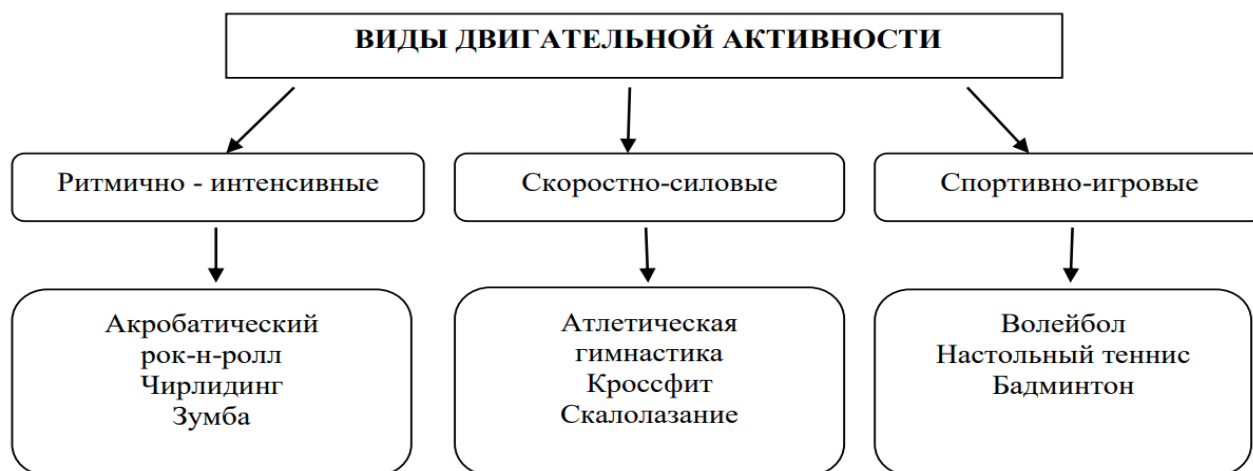 ВИДЫ ДВИГАТЕЛЬНОЙ АКТИВНОСТИ
Ритмично - интенсивные
Скоростно-силовые
Спортивно-игровые
Акробатический
рок-н-ролл
Чирлидинг
Зумба
Атлетическая
гимнастика
Кроссфит
Скалолазание
Волейбол
Настольный теннис
Бадминтон